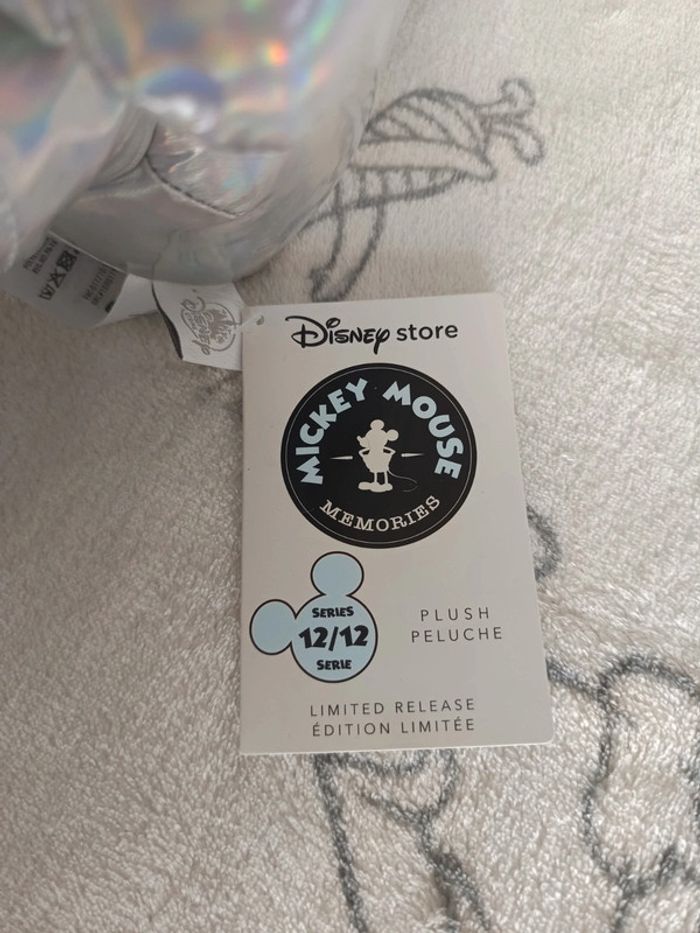 Disney store
MICKEY MOUSE
MEMORIES
SERIES
12/12
SERIE
PLUSH
PELUCHE
LIMITED RELEASE
ÉDITION LIMITÉE